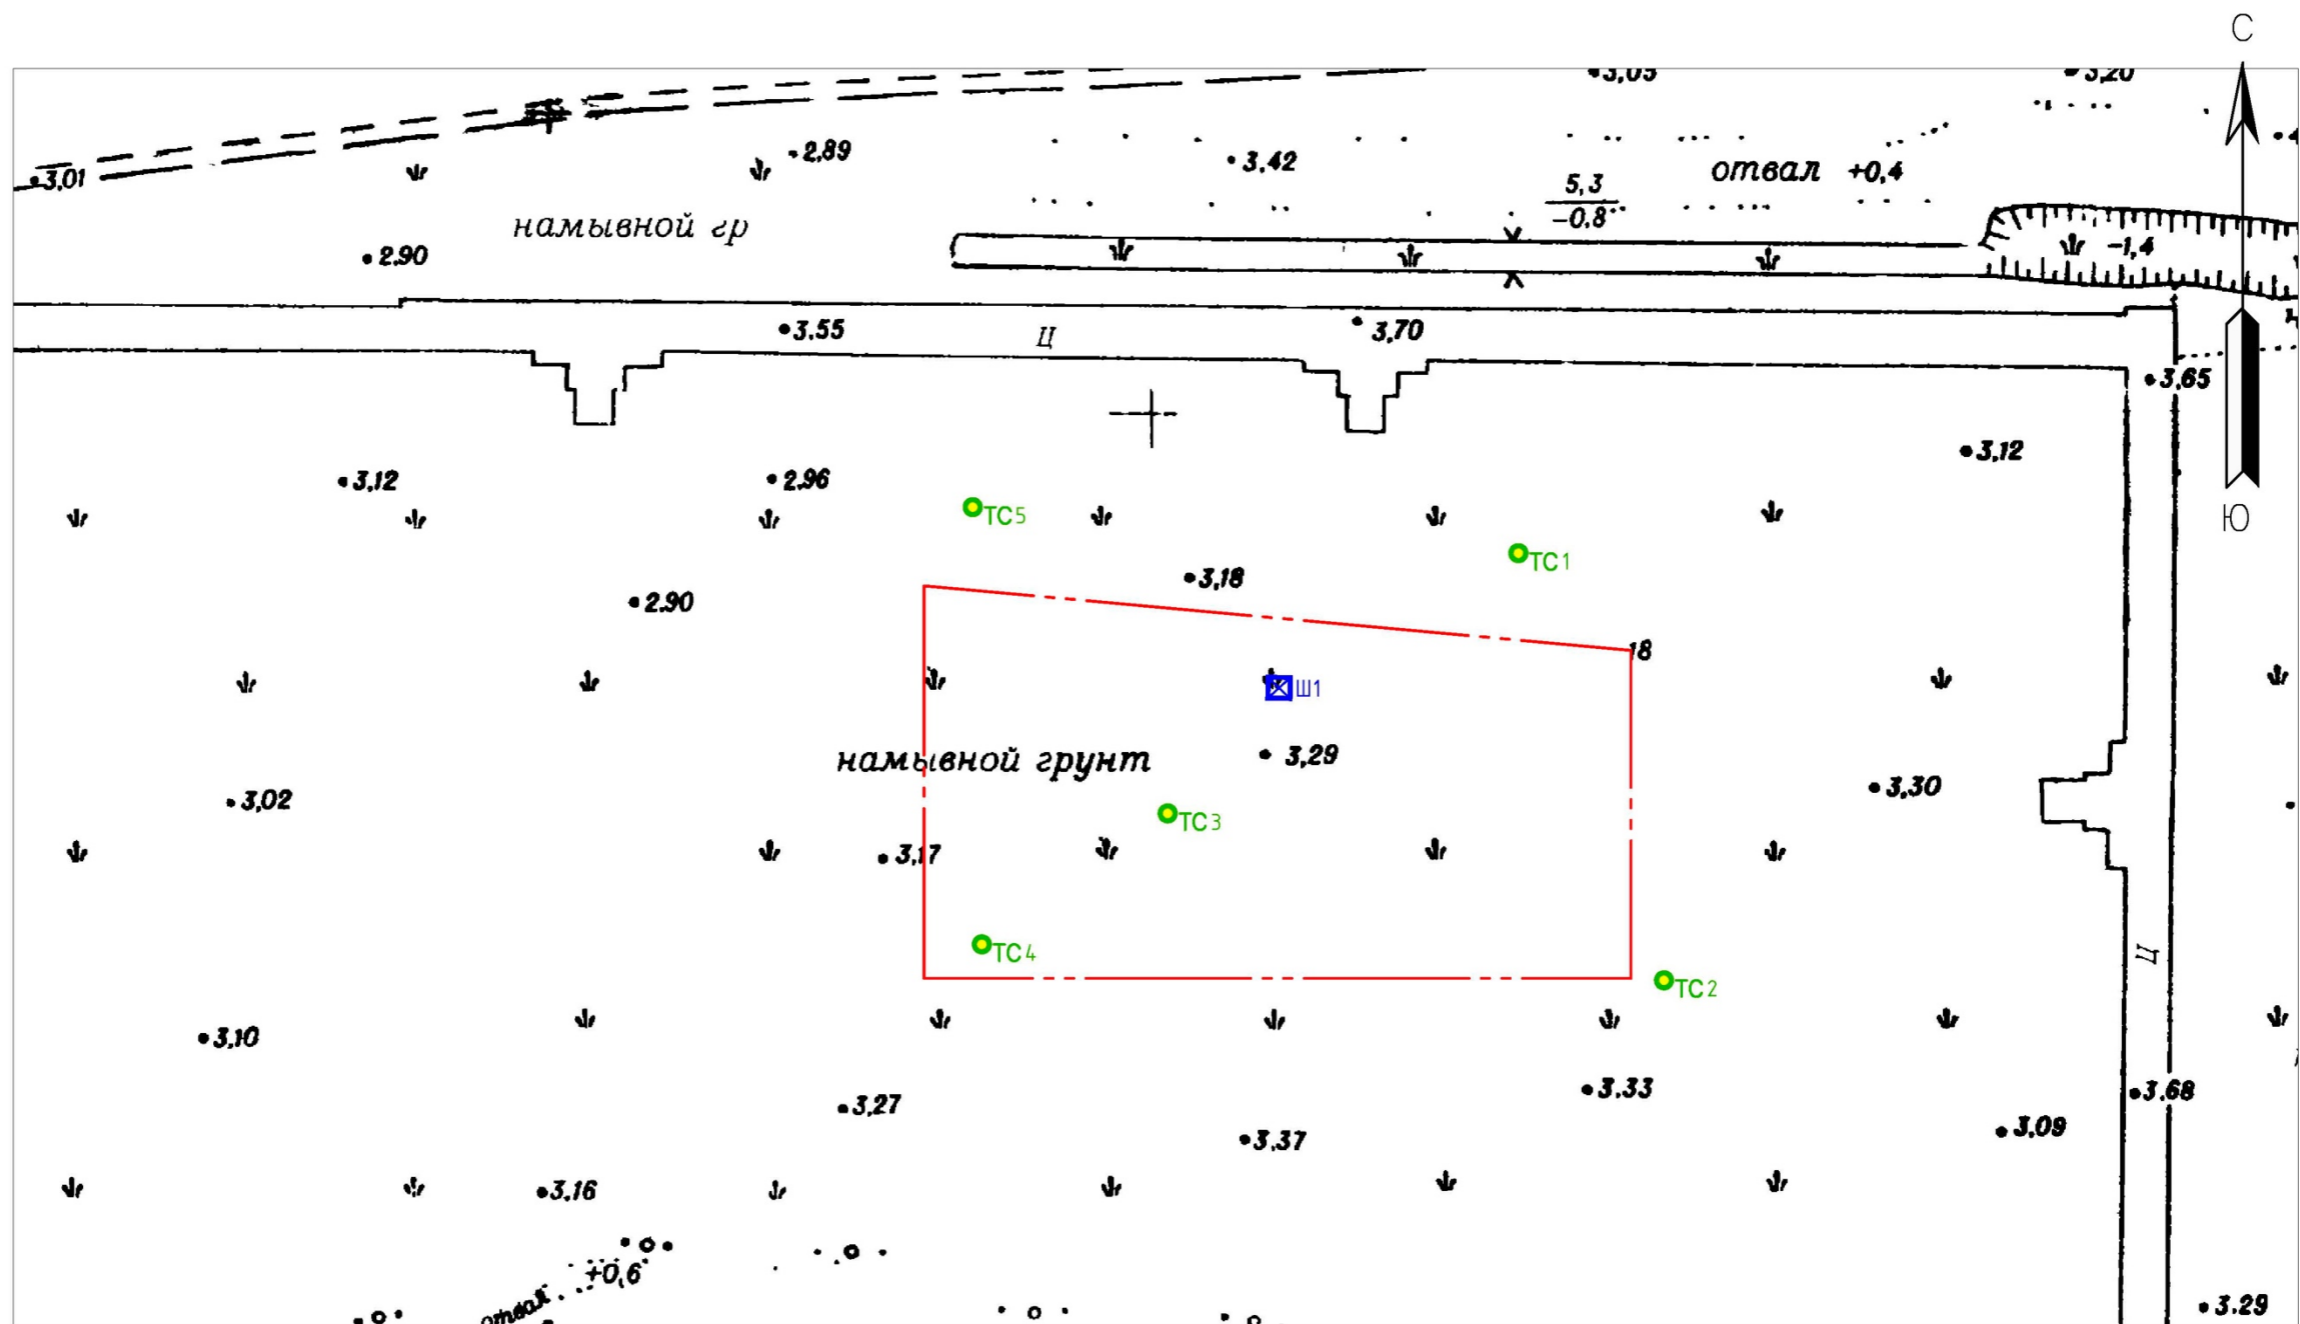 С
3,20
3,01
2,89
3,42
отвал +0,4
5,3
-0,8
намывной гр
2.90
-1,4
3,55
Ц
3,70
3,65
3,12
3,12
2.96
Ю
ТС5
ТС1
3,18
2.90
18
Ш1
намывной грунт
3,29
3,30
3,02
ТС3
3,17
ТС4
Ц
ТС2
3,10
3,27
3.33
3.68
3,37
3,09
3.16
+0,6
отвал
3.29